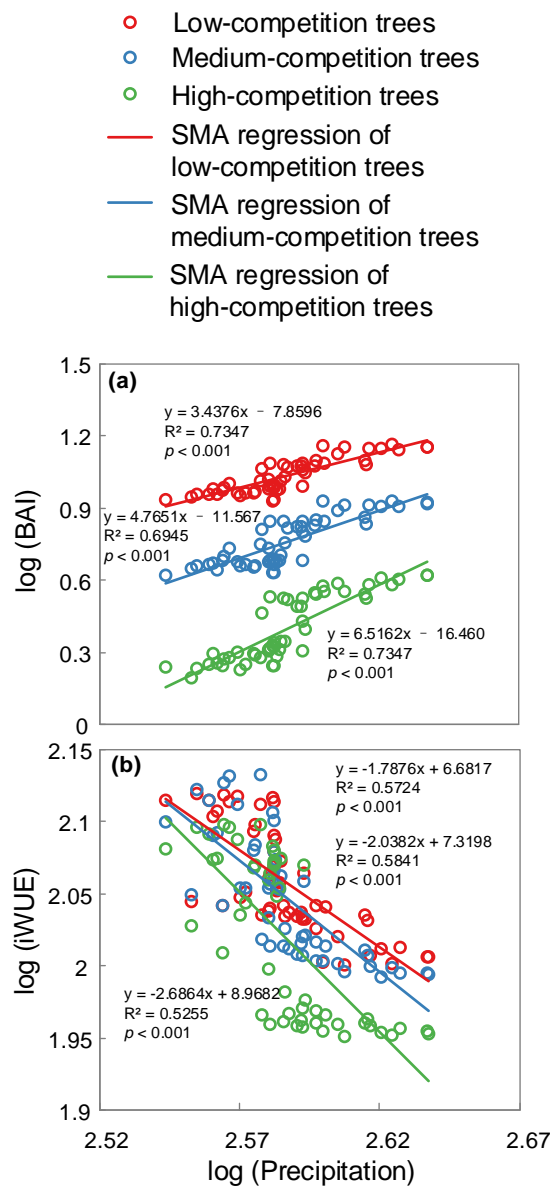 Low-competition trees
Medium-competition trees
High-competition trees
SMA regression of
low-competition trees
SMA regression of
medium-competition trees
SMA regression of
high-competition trees
1.5
(a)
y = 3.4376x − 7.8596
R² = 0.7347
p < 0.001
1.2
0.9
y = 4.7651x − 11.567
R² = 0.6945
p < 0.001
log (BAI)
0.6
y = 6.5162x − 16.460
R² = 0.7347
p < 0.001
0.3
0
2.15
(b)
y = -1.7876x + 6.6817
R² = 0.5724
p < 0.001
2.1
y = -2.0382x + 7.3198
R² = 0.5841
p < 0.001
2.05
log (iWUE)
2
y = -2.6864x + 8.9682
R² = 0.5255
p < 0.001
1.95
1.9
2.52 2.57 2.62 2.67
log (Precipitation)